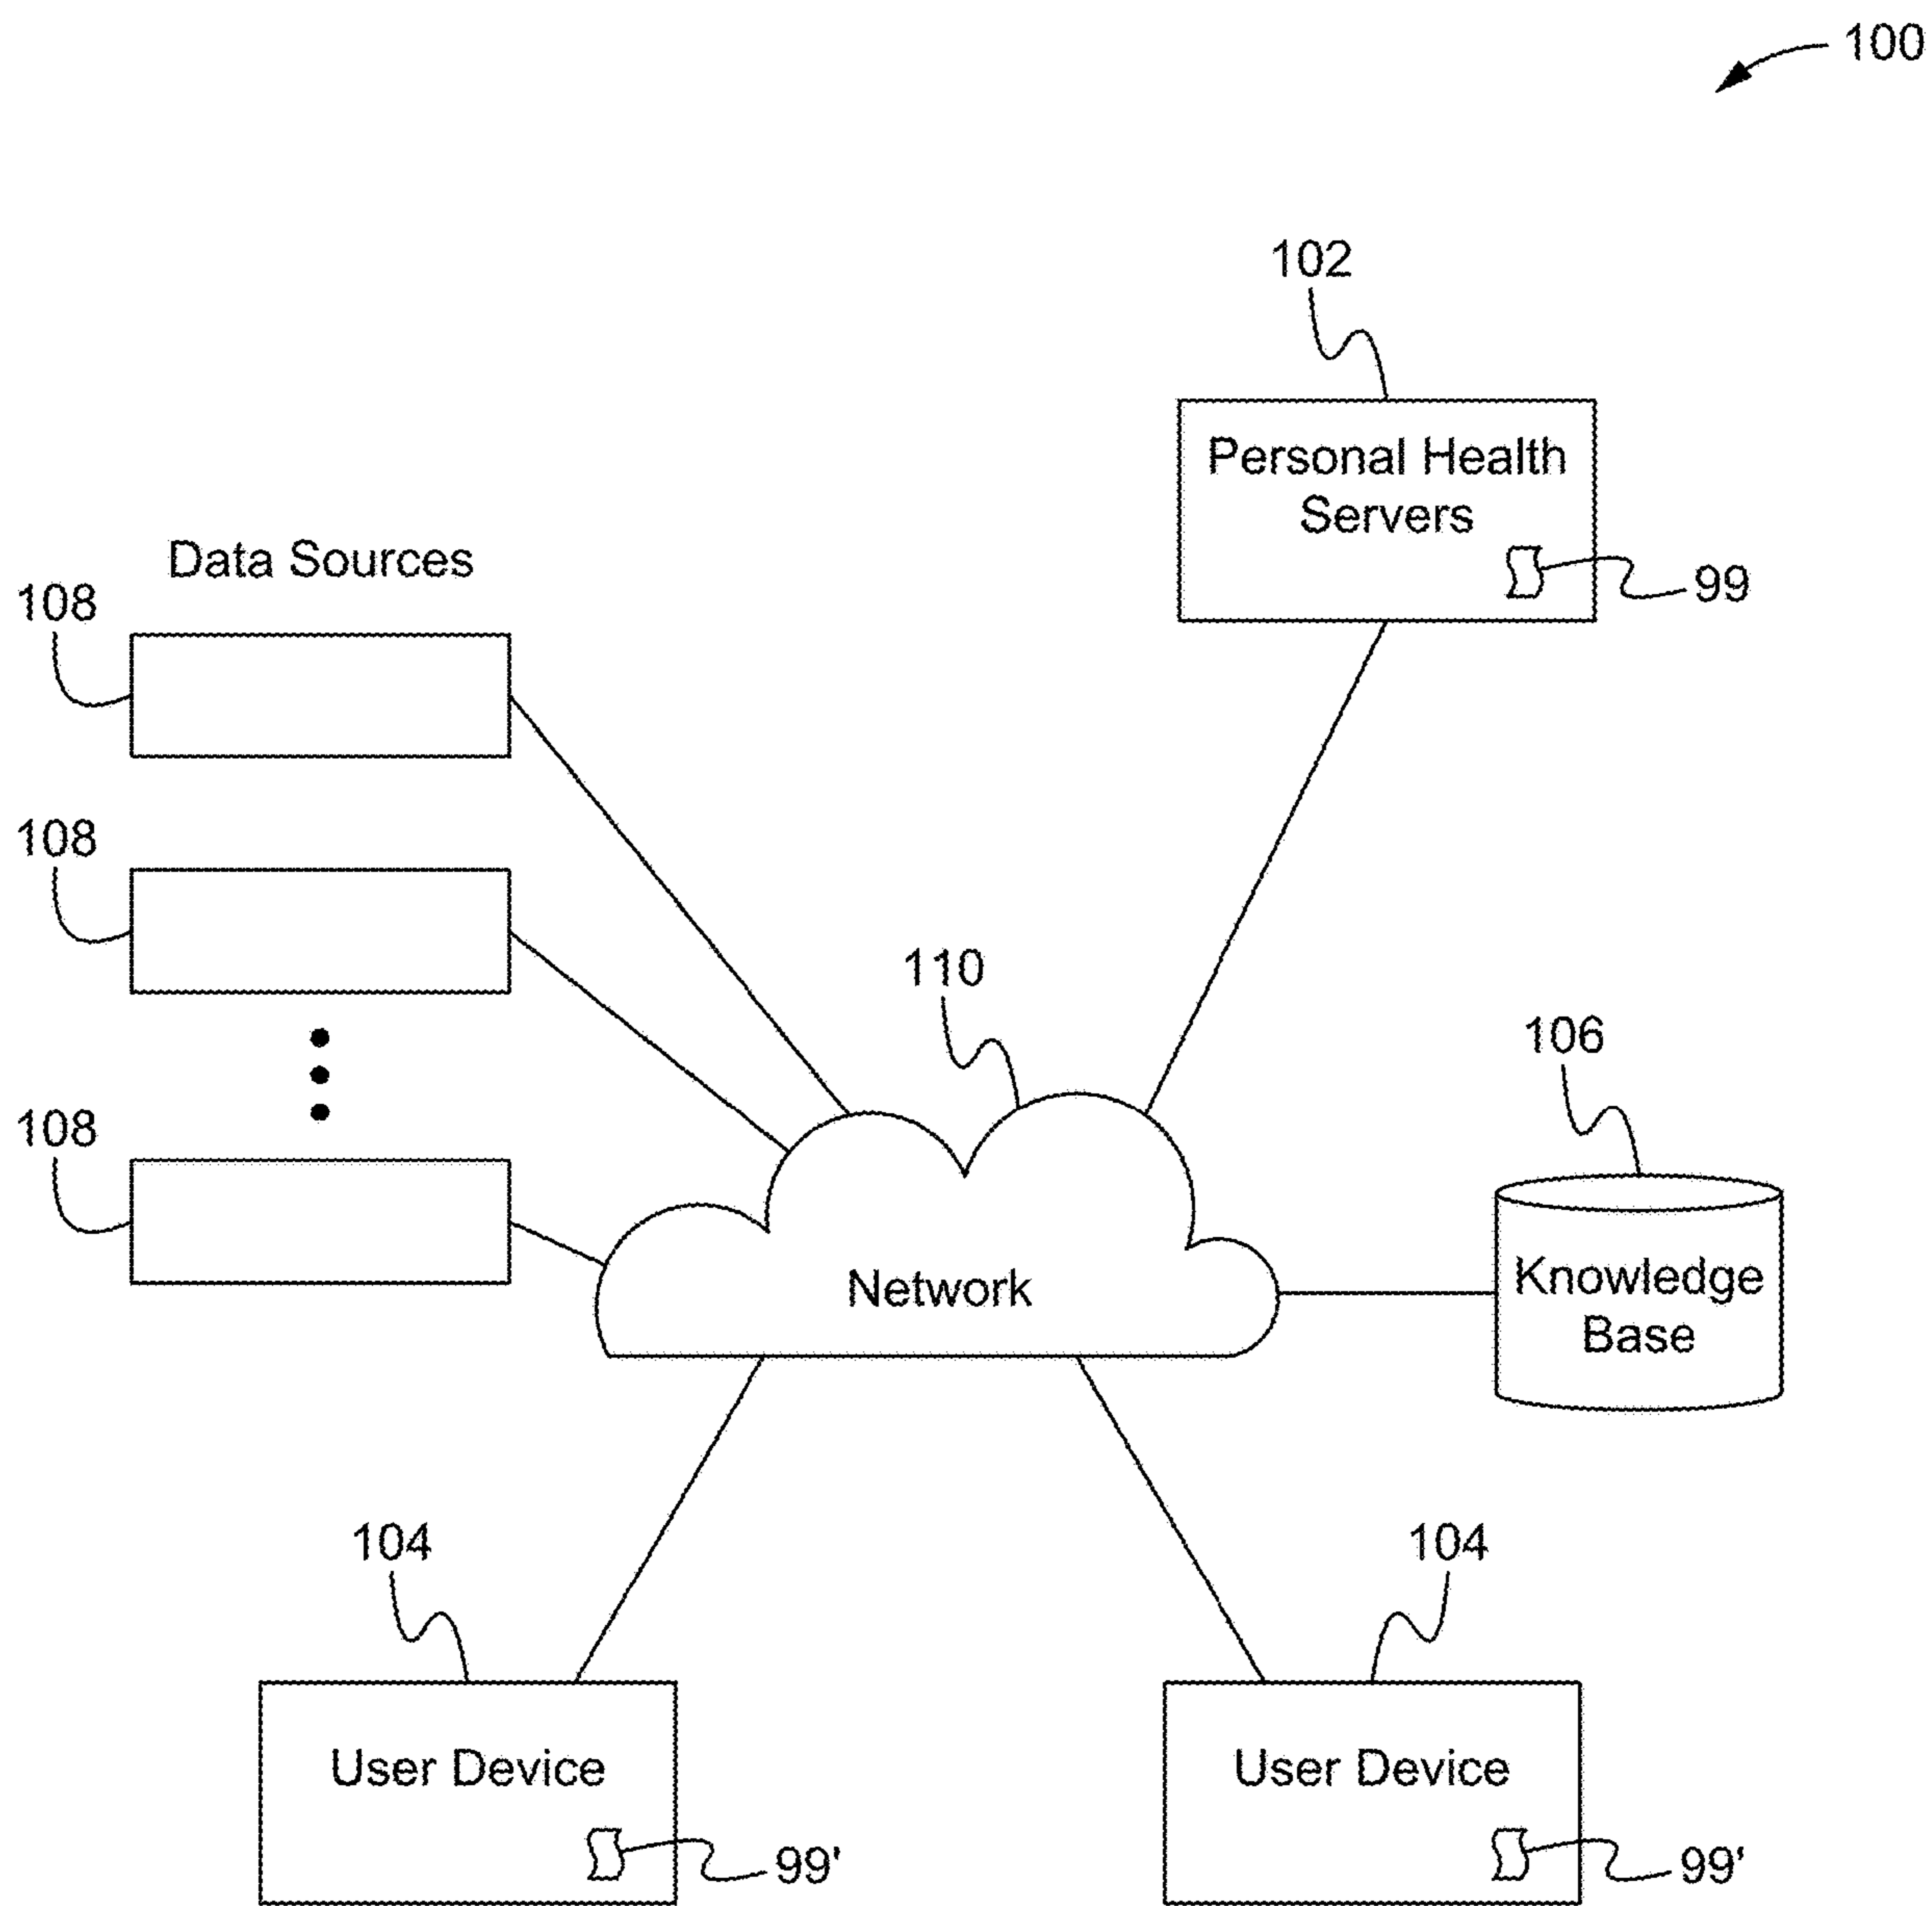 100
102
Personal Health
Servers
99
Data Sources
108
108
110
106
108
Network
Knowledge
Base
104
104
User Device
User Device
99'
99'